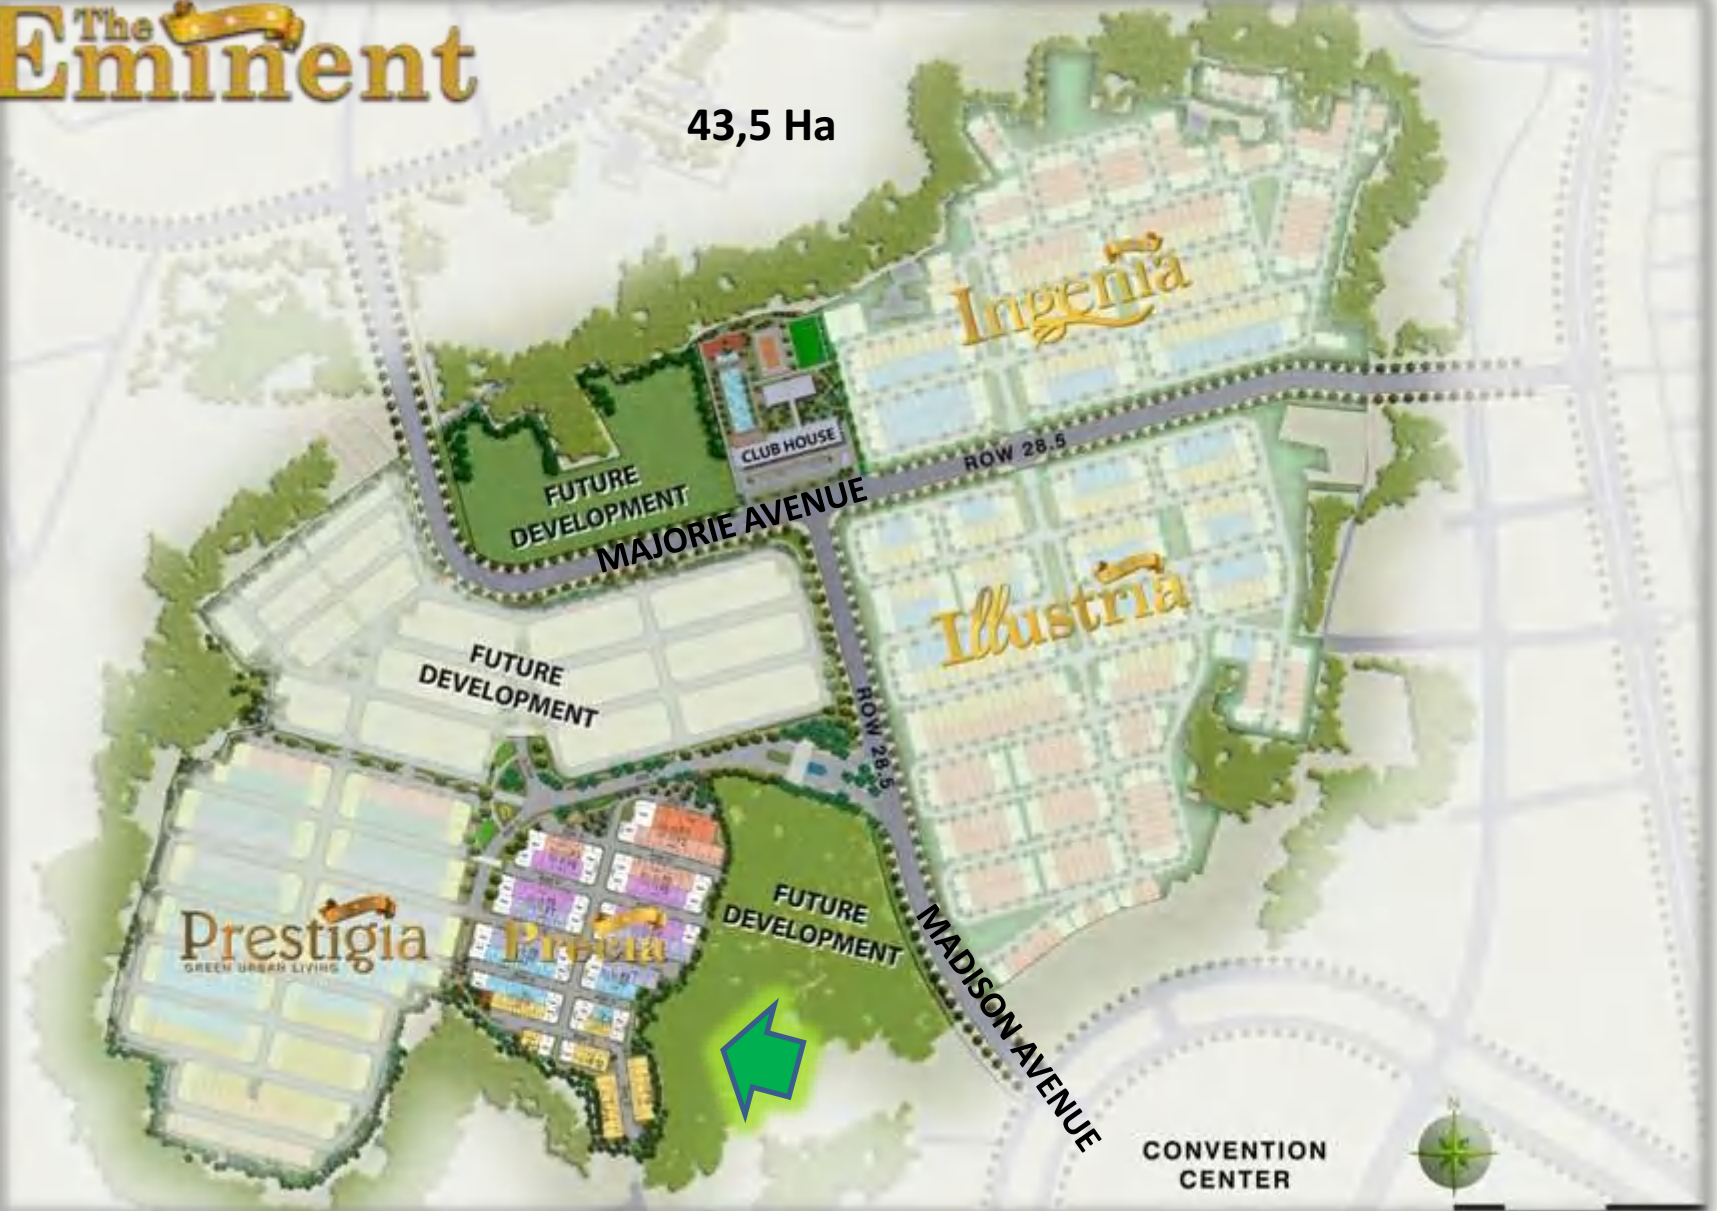 The
Eminent
43,5 Ha
Ingenia
CLUB HOUSE
ROW 28.5
FUTURE
DEVELOPMENT
MAJORIE AVENUE
Illustria
FUTURE
DEVELOPMENT
ROW 28.5
FUTURE
DEVELOPMENT
Prestigia
GREEN URBAN LIVING
Precia
MADISON AVENUE
CONVENTION
CENTER
N